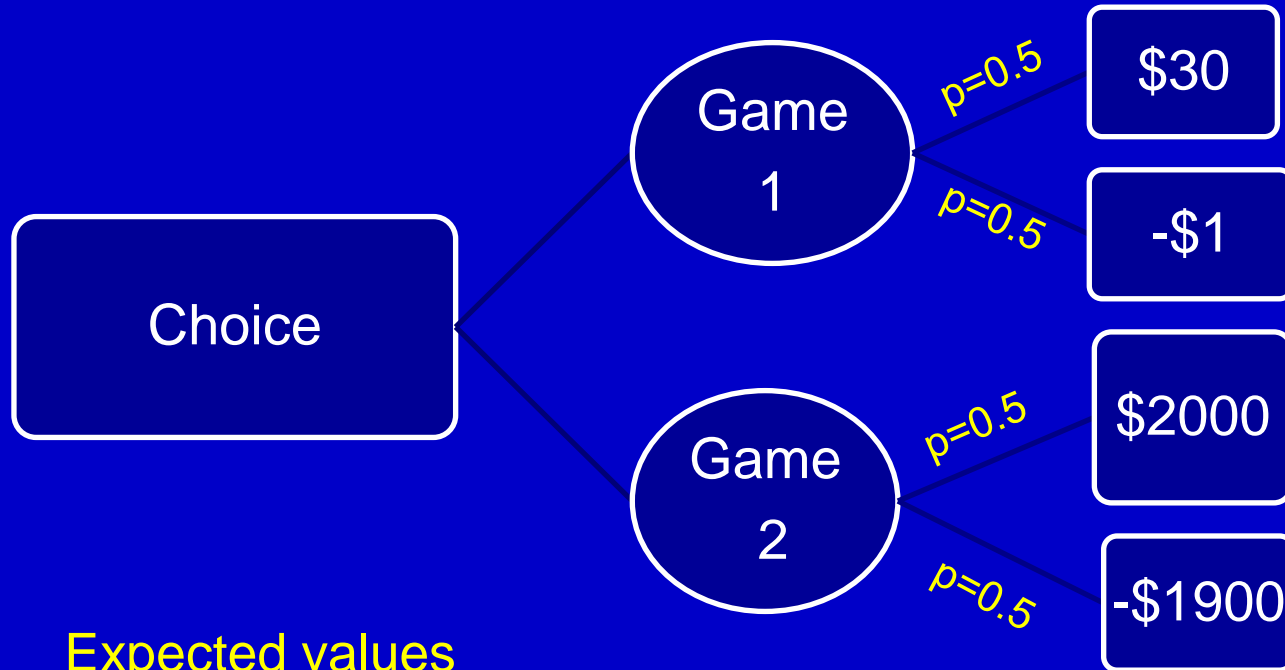 Choice
Game
1
p=0.5
$30
p=0.5
-$1
Game
2
p=0.5
$2000
p=0.5
-$1900
Expected values